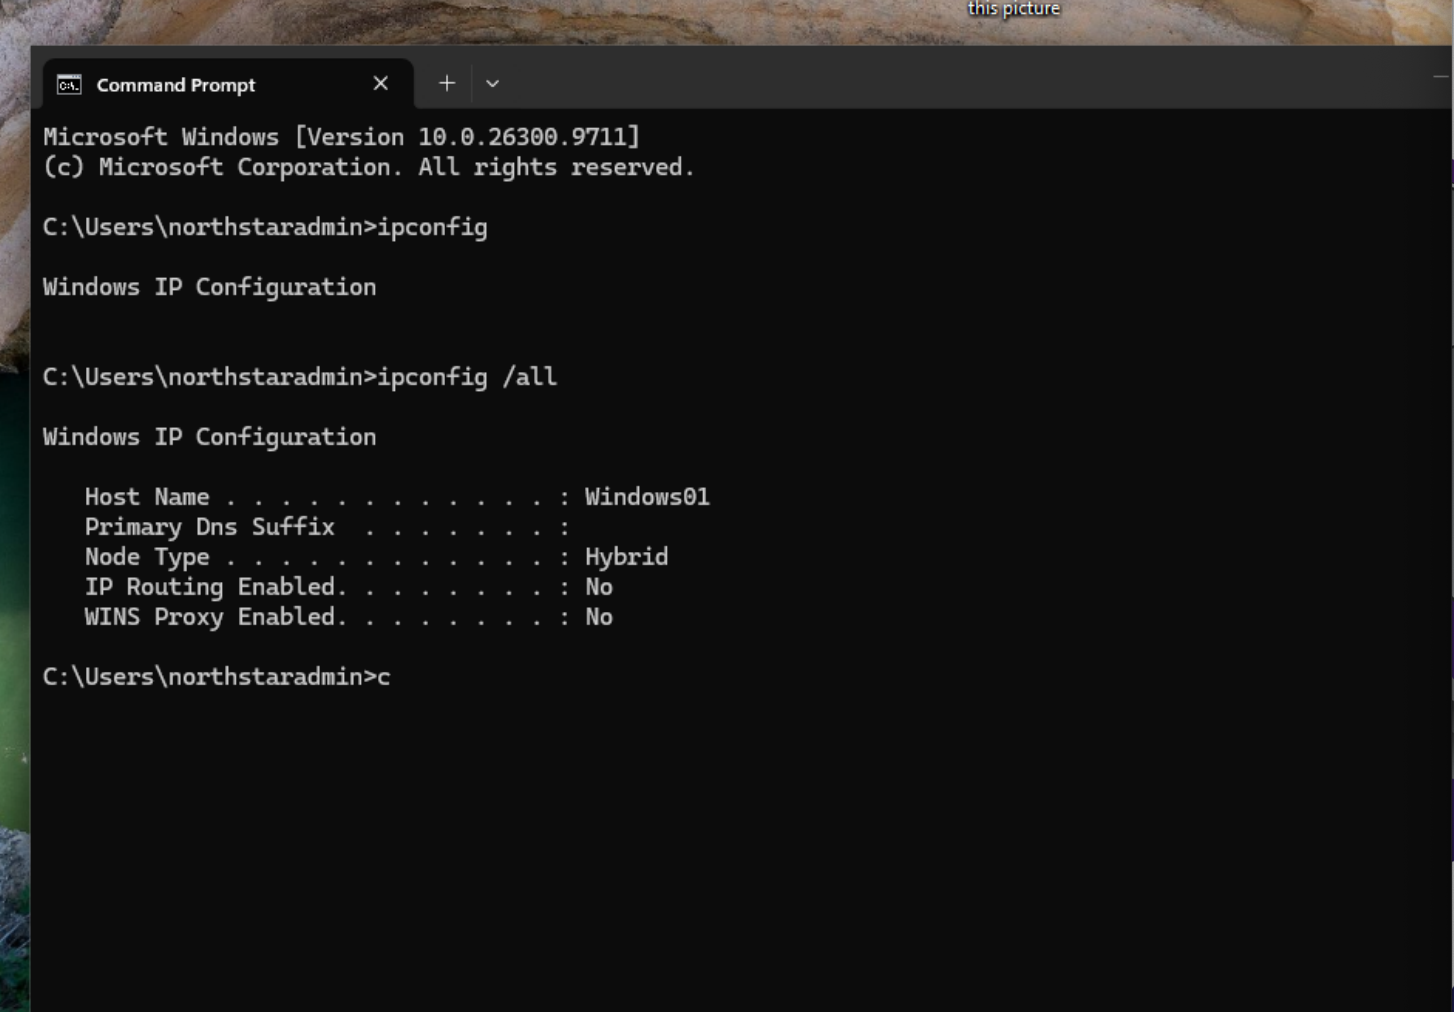 this picture
Command Prompt
Microsoft Windows [Version 10.0.26300.9711]
(c) Microsoft Corporation. All rights reserved.
C:\Users\northstaradmin>ipconfig
Windows IP Configuration
C:\Users\northstaradmin>ipconfig /all
Windows IP Configuration
Host Name . . . . . . . . . . . . : Windows01
Primary Dns Suffix  . . . . . . . :
Node Type . . . . . . . . . . . . : Hybrid
IP Routing Enabled. . . . . . . . : No
WINS Proxy Enabled. . . . . . . . : No
C:\Users\northstaradmin>c